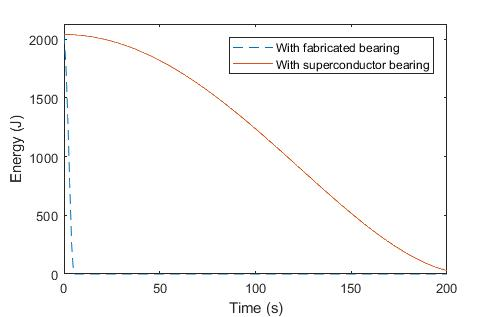 2000
1500
1000
500
0
Energy (J)
With fabricated bearing
With superconductor bearing
0 50 100 150 200
Time (s)